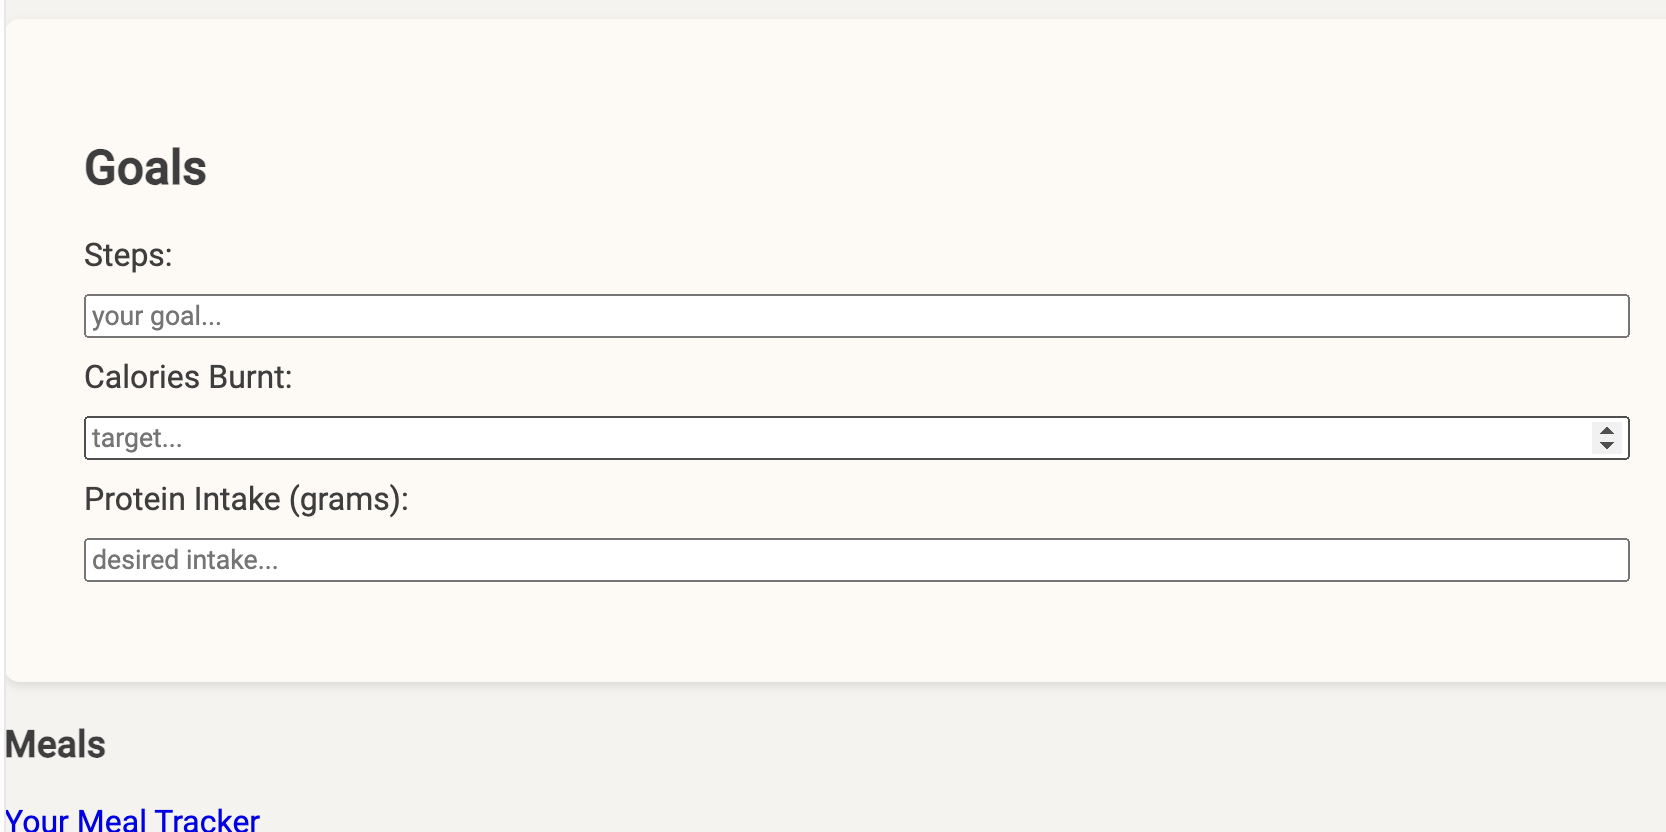 Goals
Steps:
your goal...
Calories Burnt:
target...
Protein Intake (grams):
desired intake...
Meals
Your Meal Tracker